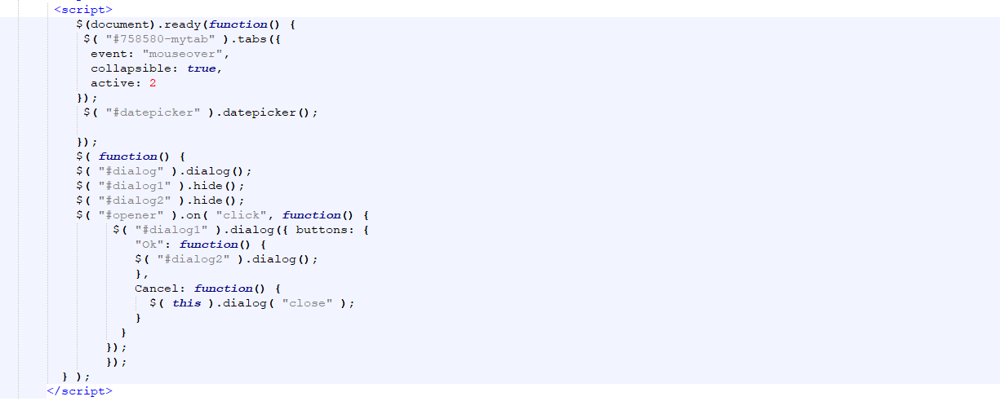 <script>
$(document).ready(function() {
$( "#758580-mytab" ).tabs({
event: "mouseover",
collapsible: true,
active: 2
});
$( "#datepicker" ).datepicker();
});
$( function() {
$( "#dialog" ).dialog();
$( "#dialog1" ).hide();
$( "#dialog2" ).hide();
$( "#opener" ).on( "click", function() {
$( "#dialog1" ).dialog({ buttons: {
"Ok": function() {
$( "#dialog2" ).dialog();
},
Cancel: function() {
$( this ).dialog( "close" );
}
}
});
});
} );
</script>